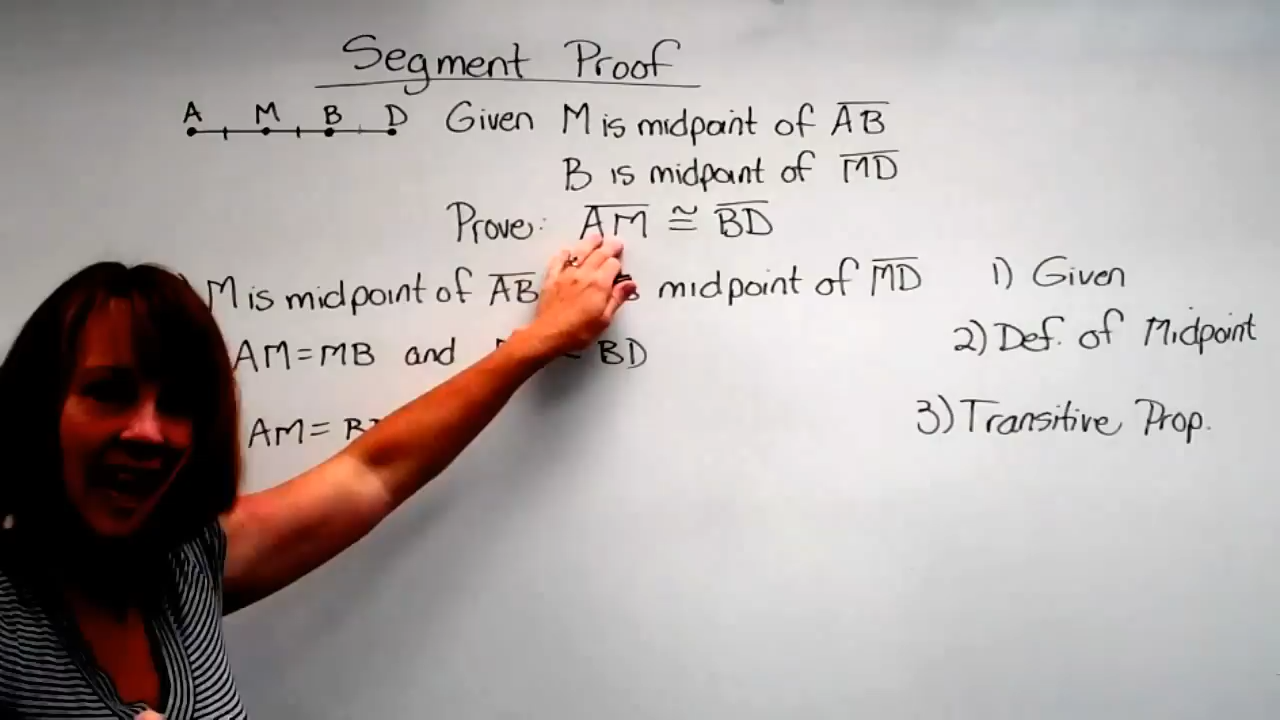 Segment Proof
A M B D Given M is midpoint of AB
B is midpoint of MD
Prove: AM ≅ BD
M is midpoint of AB midpoint of MD 1) Given
AM = MB and = BD 2) Def. of Midpoint
AM = 3) Transitive Prop.